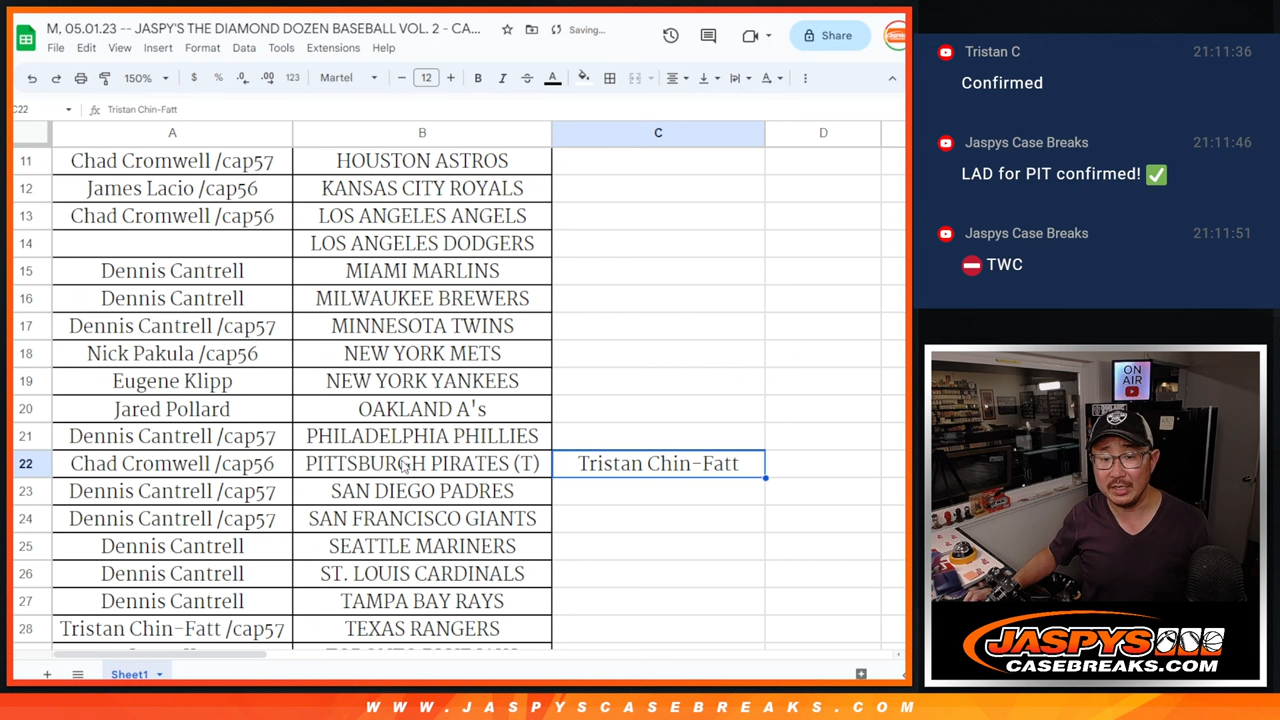 M, 05.01.23 -- JASPY'S THE DIAMOND DOZEN BASEBALL VOL. 2 - CA...
Saving...
File Edit View Insert Format Data Tools Extensions Help
Share
150% $ % .0 .00 123 Martel 12 B I A
C22 fx Tristan Chin-Fatt
A B C D
11 Chad Cromwell /cap57 HOUSTON ASTROS
12 James Lacio /cap56 KANSAS CITY ROYALS
13 Chad Cromwell /cap56 LOS ANGELES ANGELS
14 LOS ANGELES DODGERS
15 Dennis Cantrell MIAMI MARLINS
16 Dennis Cantrell MILWAUKEE BREWERS
17 Dennis Cantrell /cap57 MINNESOTA TWINS
18 Nick Pakula /cap56 NEW YORK METS
19 Eugene Klipp NEW YORK YANKEES
20 Jared Pollard OAKLAND A's
21 Dennis Cantrell /cap57 PHILADELPHIA PHILLIES
22 Chad Cromwell /cap56 PITTSBURGH PIRATES (T) Tristan Chin-Fatt
23 Dennis Cantrell /cap57 SAN DIEGO PADRES
24 Dennis Cantrell /cap57 SAN FRANCISCO GIANTS
25 Dennis Cantrell SEATTLE MARINERS
26 Dennis Cantrell ST. LOUIS CARDINALS
27 Dennis Cantrell TAMPA BAY RAYS
28 Tristan Chin-Fatt /cap57 TEXAS RANGERS
Sheet1
Tristan C 21:11:36
Confirmed
Jaspys Case Breaks 21:11:46
LAD for PIT confirmed! ✅
Jaspys Case Breaks 21:11:51
⛔ TWC
ON
AIR
JASPYS
CASEBREAKS.COM
WWW.JASPYSCASEBREAKS.COM